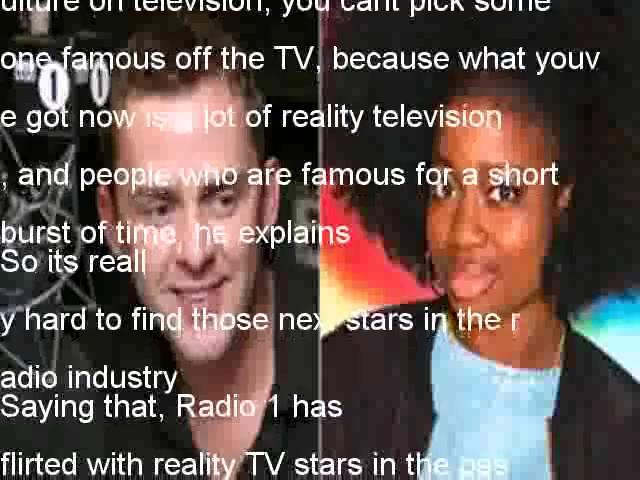 ulture on television, you cant pick some
one famous off the TV, because what youv
e got now is a lot of reality television
, and people who are famous for a short
burst of time, he explains
So its reall
y hard to find those next stars in the r
adio industry
Saying that, Radio 1 has
flirted with reality TV stars in the pas